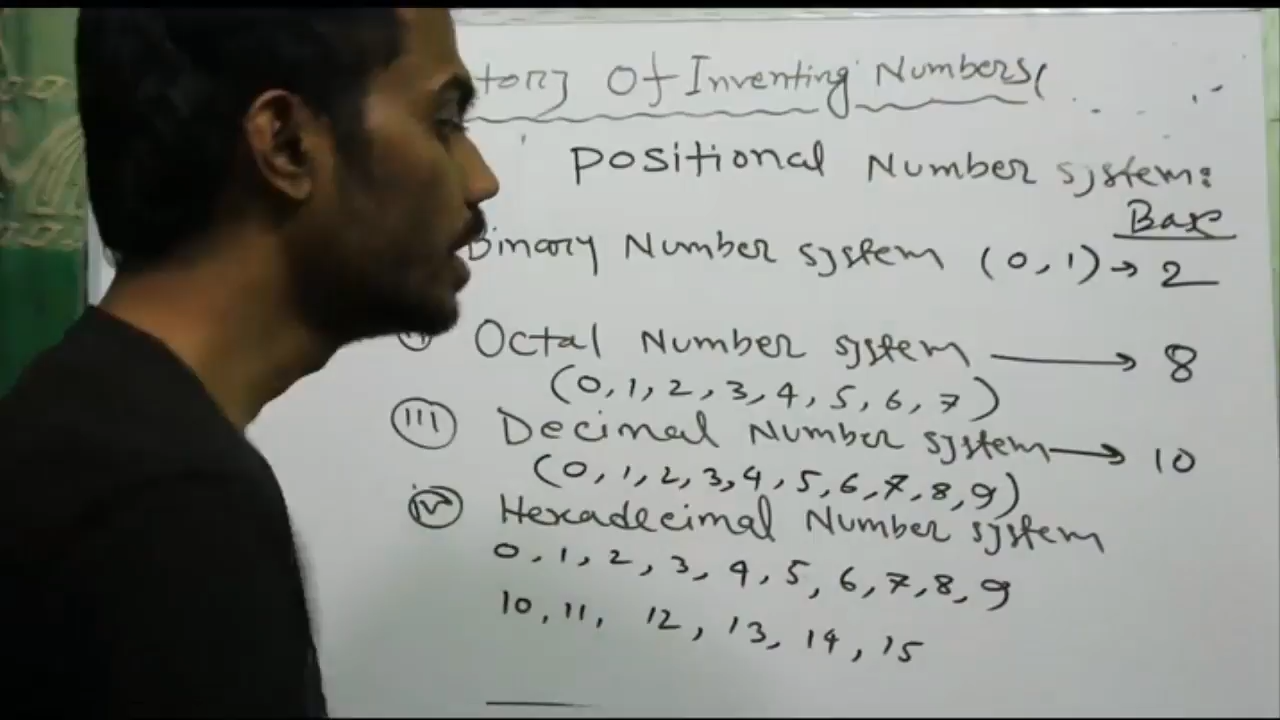 tory Of Inventing Numbers
Positional Number system:
Base
Binary Number system (0,1) → 2
Octal Number system → 8
(0, 1, 2, 3, 4, 5, 6, 7)
(iii) Decimal Number system → 10
(0, 1, 2, 3, 4, 5, 6, 7, 8, 9)
(iv) Hexadecimal Number system
0, 1, 2, 3, 4, 5, 6, 7, 8, 9
10, 11, 12, 13, 14, 15